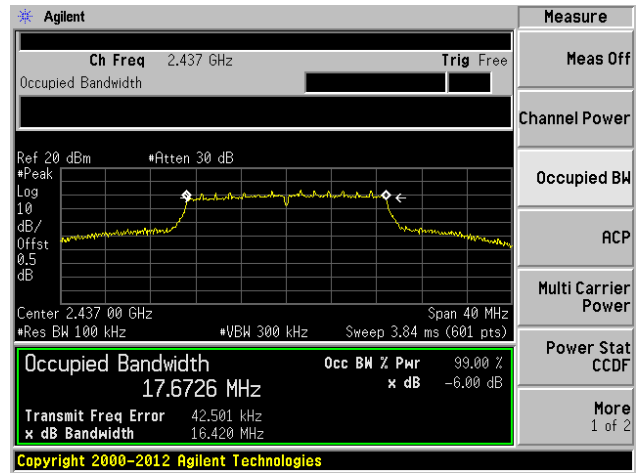 Agilent
Measure
Ch Freq 2.437 GHz Trig Free
Occupied Bandwidth
Meas Off
Channel Power
Ref 20 dBm #Atten 30 dB
#Peak
Log
10
dB/
Offst
0.5
dB
Occupied BW
ACP
Multi Carrier
Power
Center 2.437 00 GHz Span 40 MHz
#Res BW 100 kHz #VBW 300 kHz Sweep 3.84 ms (601 pts)
Power Stat
CCDF
Occupied Bandwidth Occ BW % Pwr 99.00 %
17.6726 MHz x dB -6.00 dB
Transmit Freq Error 42.501 kHz
x dB Bandwidth 16.420 MHz
More
1 of 2
Copyright 2000-2012 Agilent Technologies